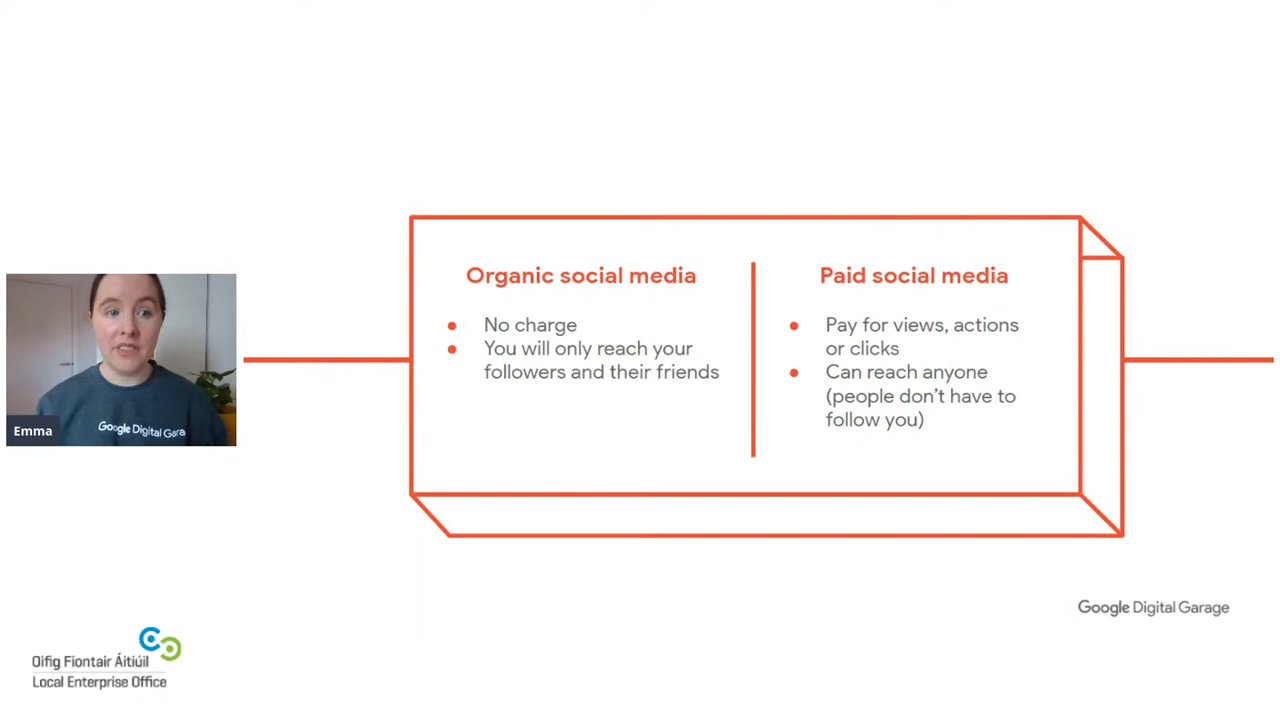 Organic social media
No charge
You will only reach your
followers and their friends
Paid social media
Pay for views, actions
or clicks
Can reach anyone
(people don't have to
follow you)
Google Digital Gara
Emma
Google Digital Garage
Oifig Fiontair Áitiúil
Local Enterprise Office